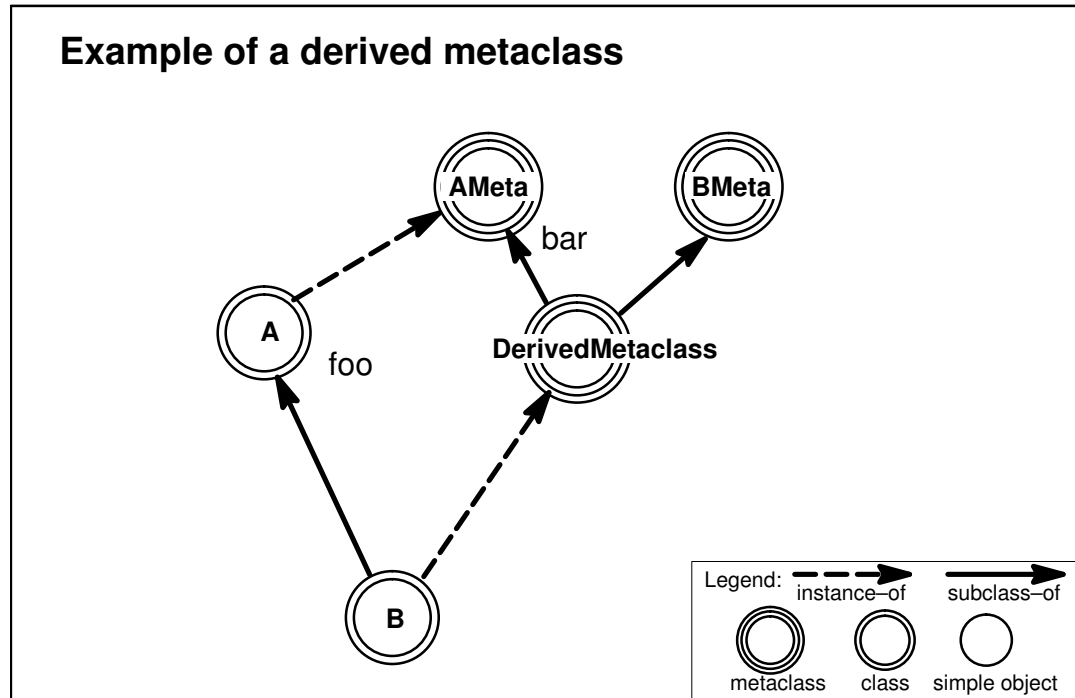 Example of a derived metaclass
AMeta
BMeta
bar
A
DerivedMetaclass
foo
B
Legend:
instance–of
subclass–of
metaclass
class
simple object